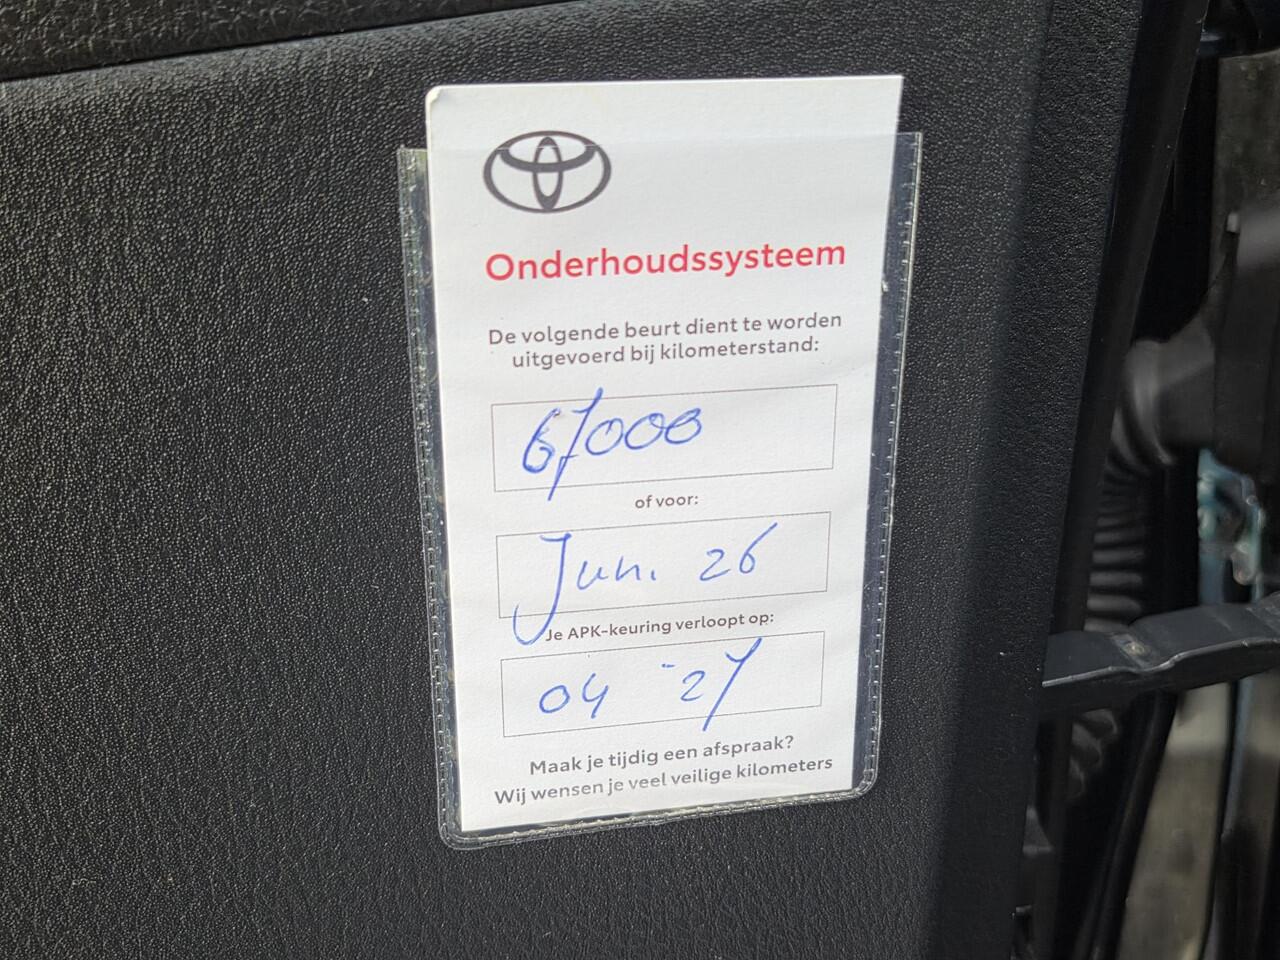 Onderhoudssysteem
De volgende beurt dient te worden
uitgevoerd bij kilometerstand:
67000
of voor:
Juni 26
Je APK-keuring verloopt op:
04 - 27
Maak je tijdig een afspraak?
Wij wensen je veel veilige kilometers